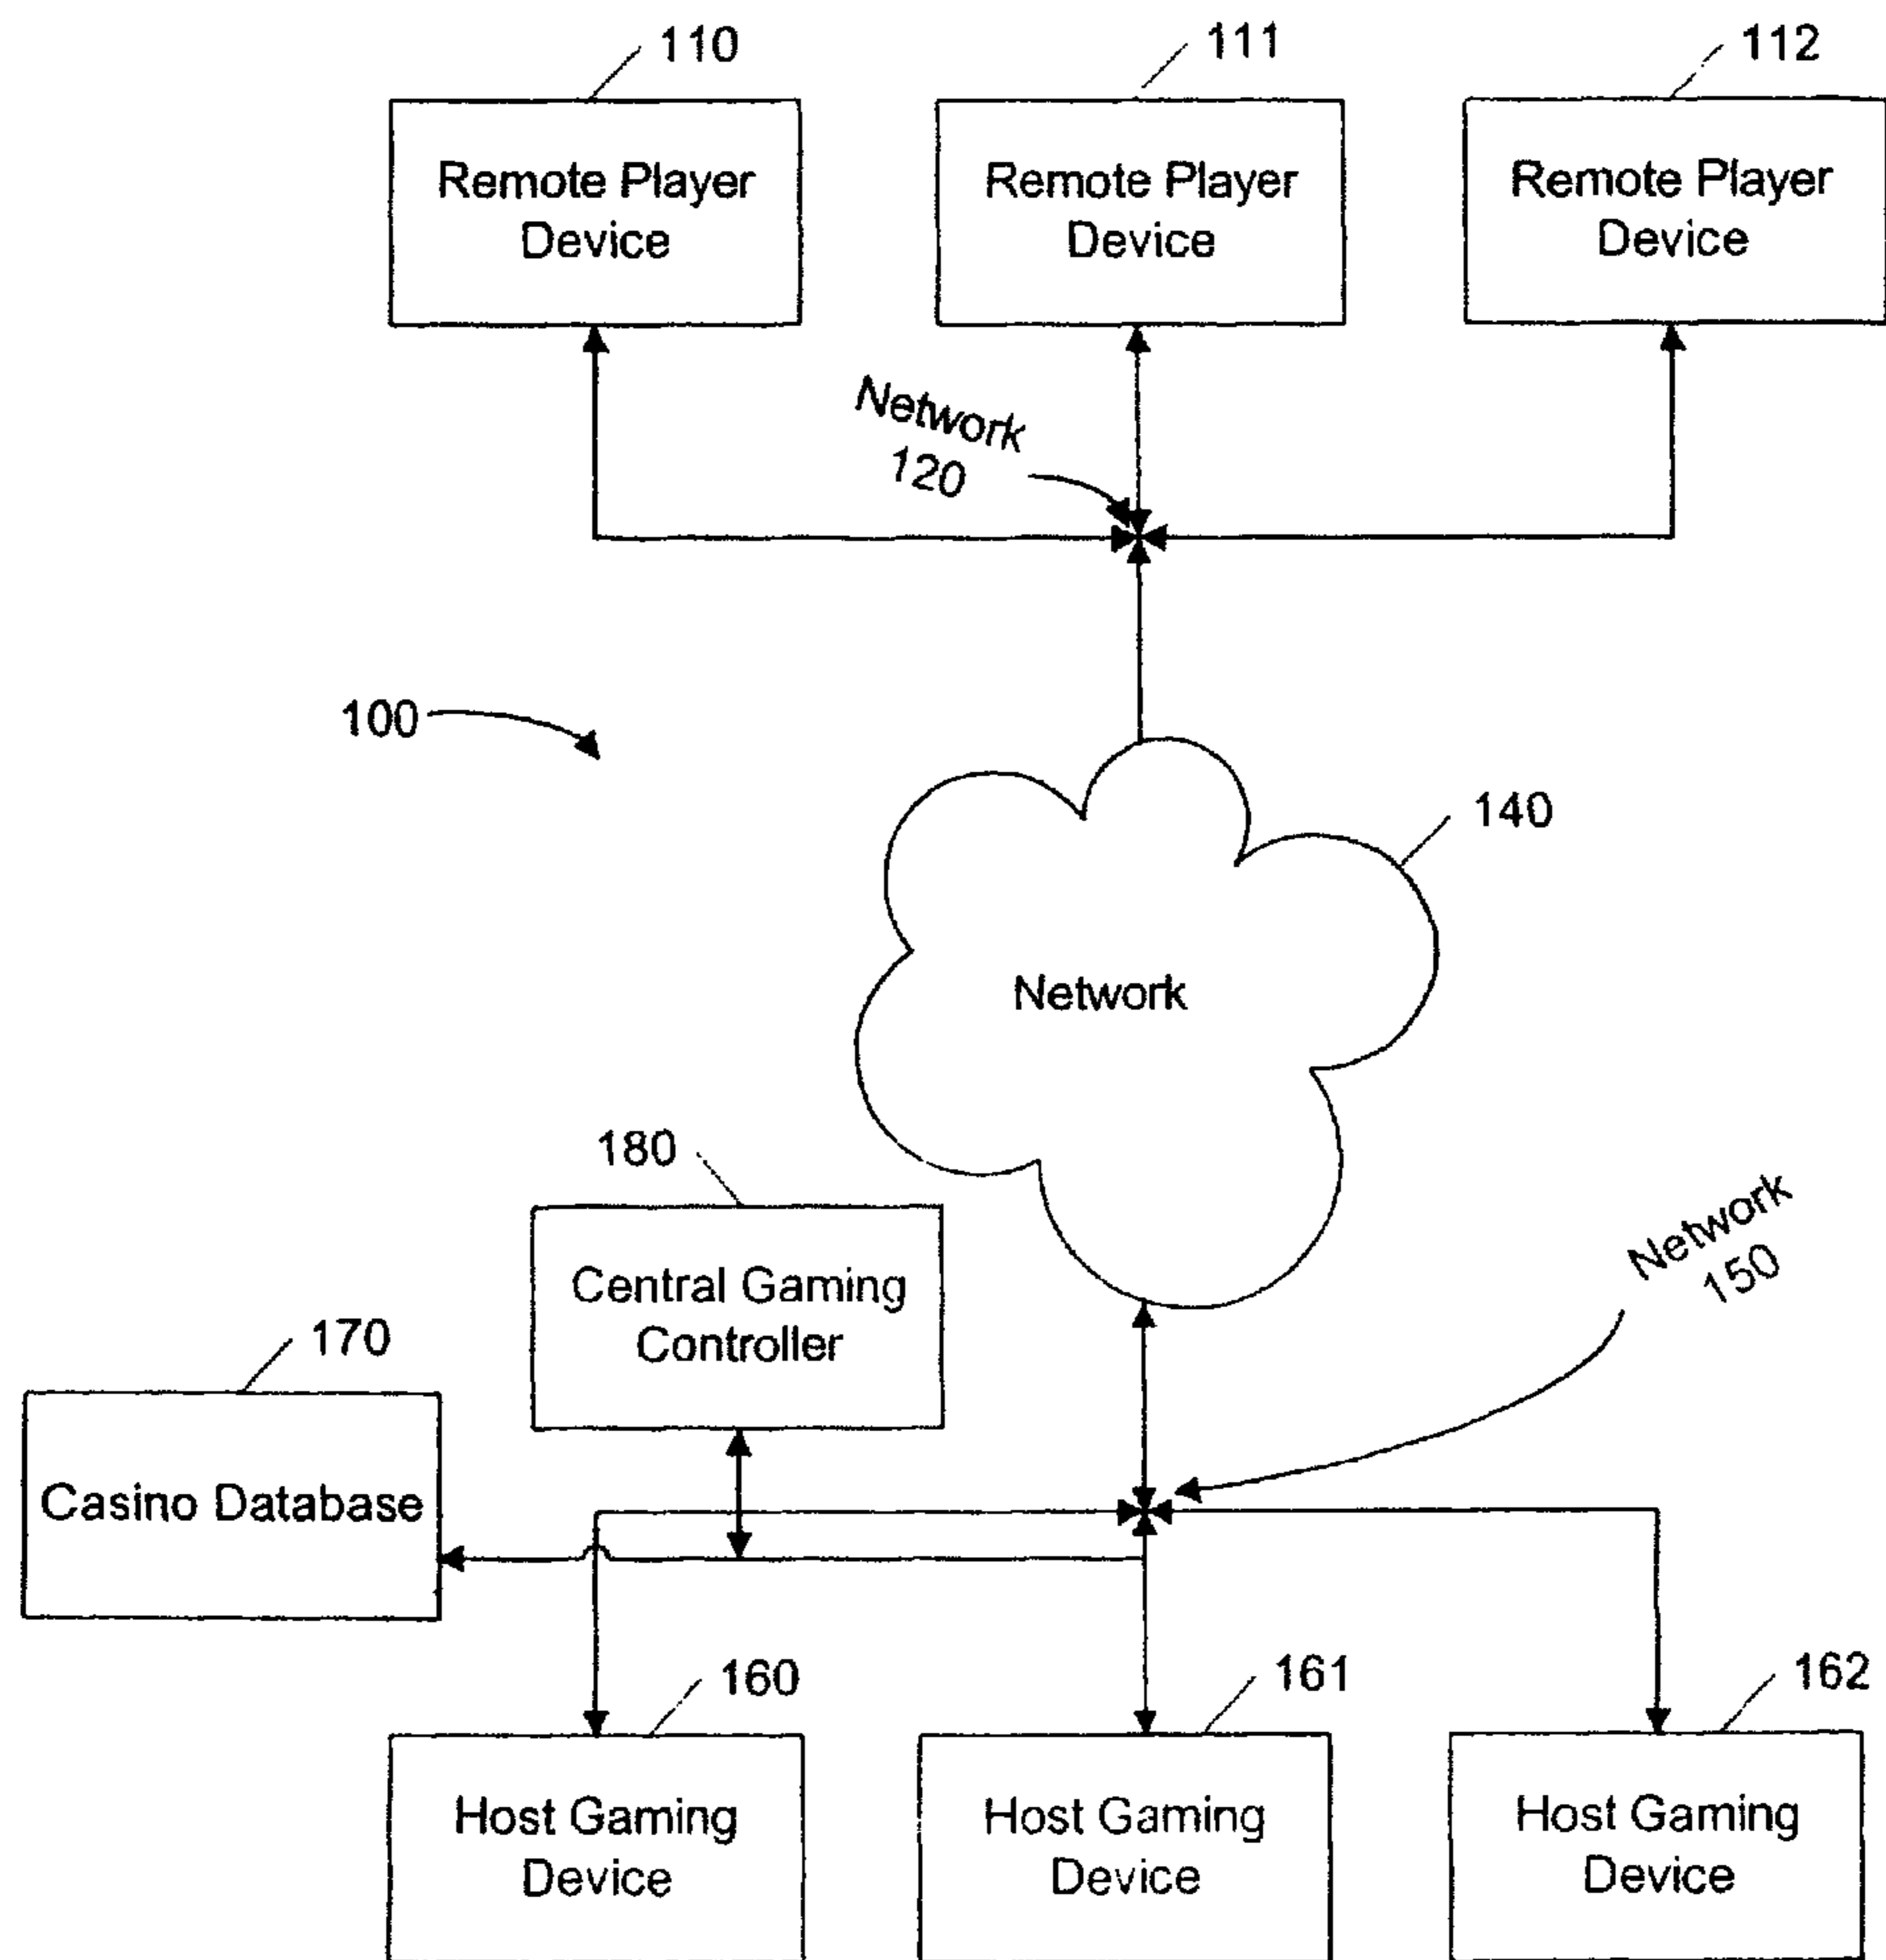 110
111
112
Remote Player
Device
Remote Player
Device
Remote Player
Device
Network
120
100
140
Network
180
Central Gaming
Controller
Network
150
170
Casino Database
160
161
162
Host Gaming
Device
Host Gaming
Device
Host Gaming
Device